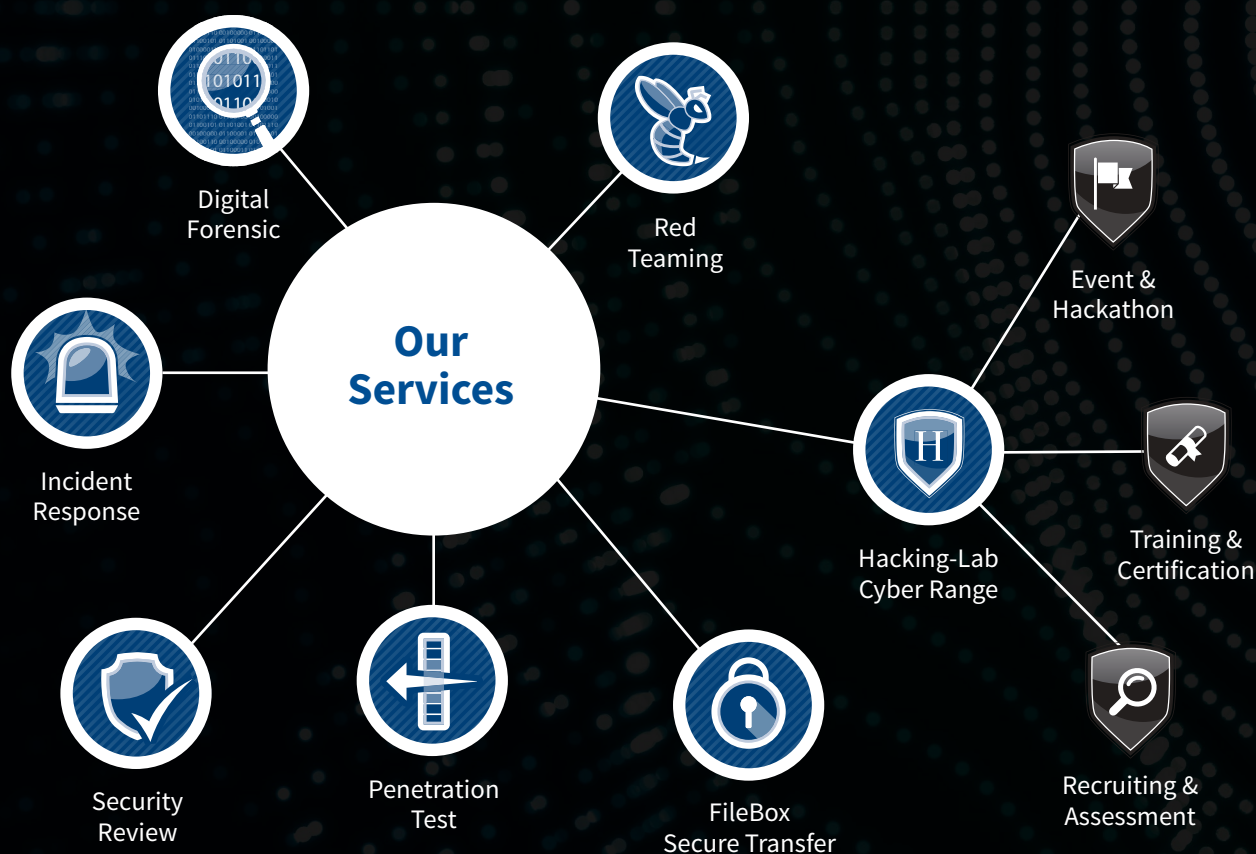 101011
Digital
Forensic
Red
Teaming
Event &
Hackathon
Our
Services
Incident
Response
H
Hacking-Lab
Cyber Range
Training &
Certification
Security
Review
Penetration
Test
FileBox
Secure Transfer
Recruiting &
Assessment